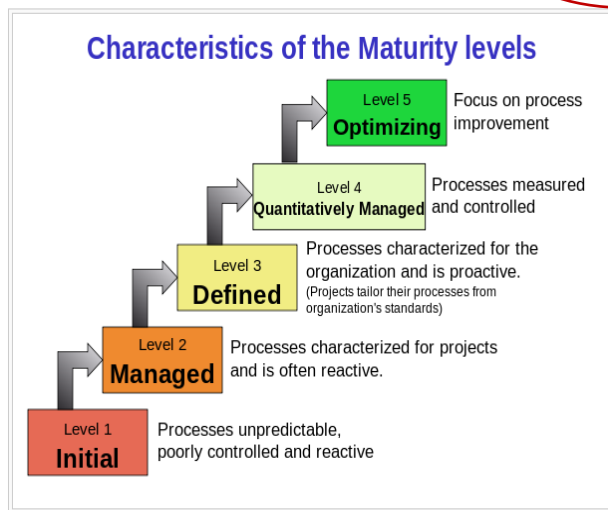 Characteristics of the Maturity levels
Level 5
Optimizing
Focus on process
improvement
Level 4
Quantitatively Managed
Processes measured
and controlled
Level 3
Defined
Processes characterized for the
organization and is proactive.
(Projects tailor their processes from
organization's standards)
Level 2
Managed
Processes characterized for projects
and is often reactive.
Level 1
Initial
Processes unpredictable,
poorly controlled and reactive